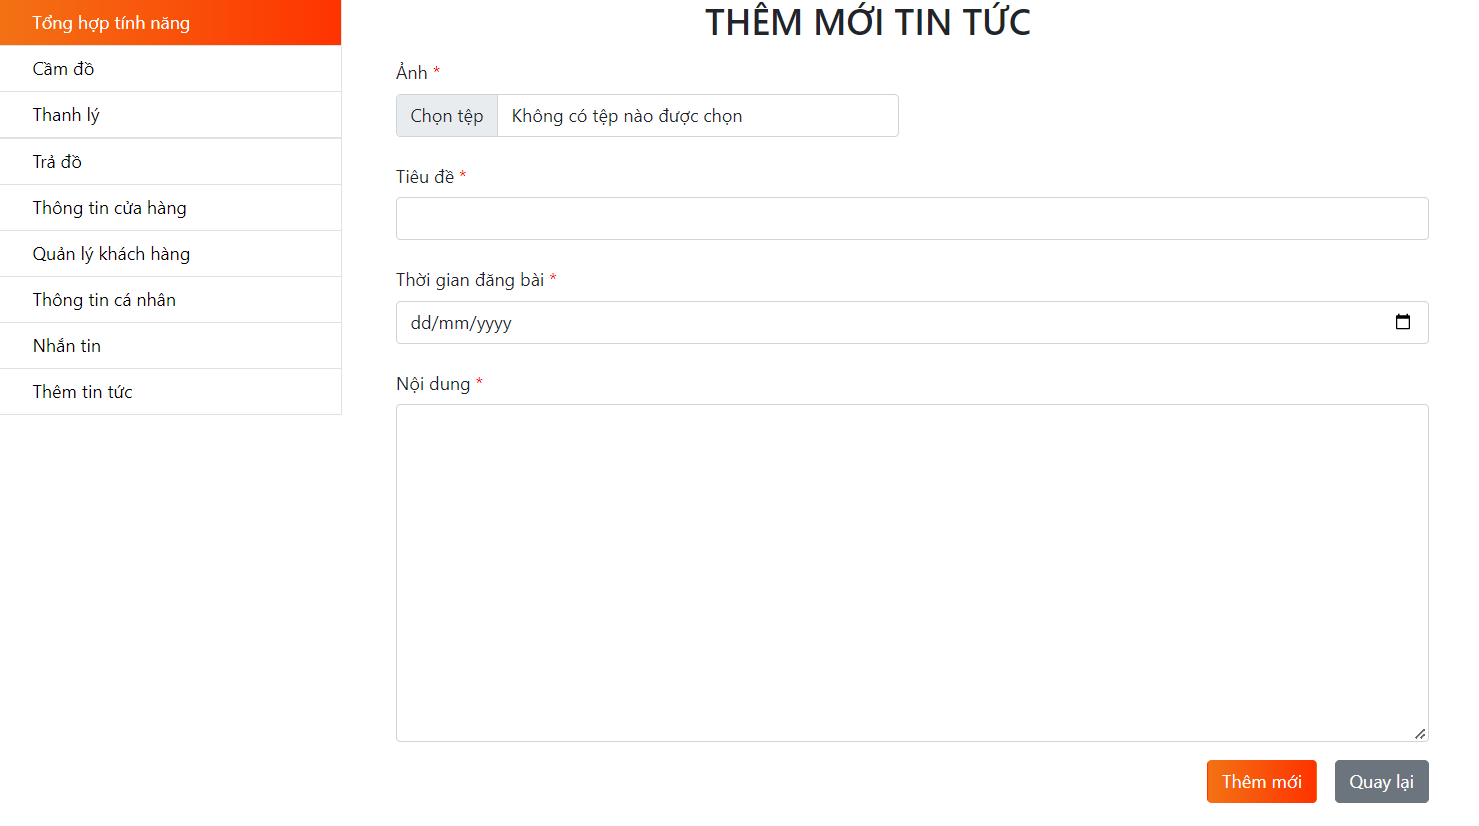 Tổng hợp tính năng
Cầm đồ
Thanh lý
Trả đồ
Thông tin cửa hàng
Quản lý khách hàng
Thông tin cá nhân
Nhắn tin
Thêm tin tức
THÊM MỚI TIN TỨC
Ảnh *
Chọn tệp Không có tệp nào được chọn
Tiêu đề *
Thời gian đăng bài *
dd/mm/yyyy
Nội dung *
Thêm mới Quay lại